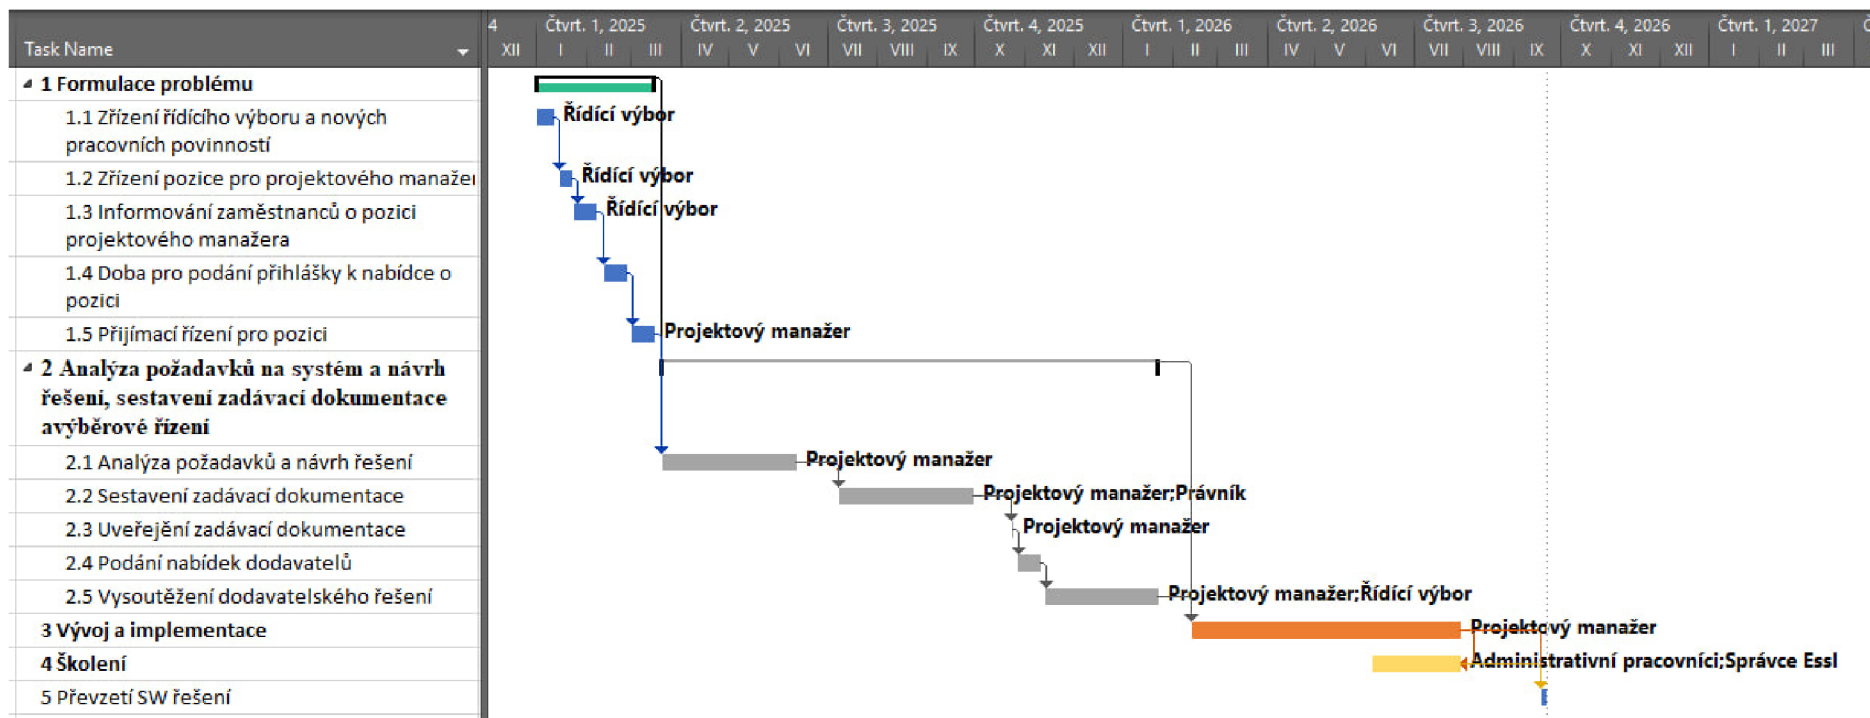 4 Čtvrt. 1, 2025 Čtvrt. 2, 2025 Čtvrt. 3, 2025 Čtvrt. 4, 2025 Čtvrt. 1, 2026 Čtvrt. 2, 2026 Čtvrt. 3, 2026 Čtvrt. 4, 2026 Čtvrt. 1, 2027 Č
Task Name XII I II III IV V VI VII VIII IX X XI XII I II III IV V VI VII VIII IX X XI XII I II III
1 Formulace problému
1.1 Zřízení řídícího výboru a nových Řídící výbor
pracovních povinností
1.2 Zřízení pozice pro projektového manažer Řídící výbor
1.3 Informování zaměstnanců o pozici Řídící výbor
projektového manažera
1.4 Doba pro podání přihlášky k nabídce o
pozici
1.5 Přijímací řízení pro pozici Projektový manažer
2 Analýza požadavků na systém a návrh
řešení, sestavení zadávací dokumentace
avýběrové řízení
2.1 Analýza požadavků a návrh řešení Projektový manažer
2.2 Sestavení zadávací dokumentace Projektový manažer;Právník
2.3 Uveřejění zadávací dokumentace Projektový manažer
2.4 Podání nabídek dodavatelů
2.5 Vysoutěžení dodavatelského řešení Projektový manažer;Řídící výbor
3 Vývoj a implementace Projektový manažer
4 Školení Administrativní pracovníci;Správce Essl
5 Převzetí SW řešení